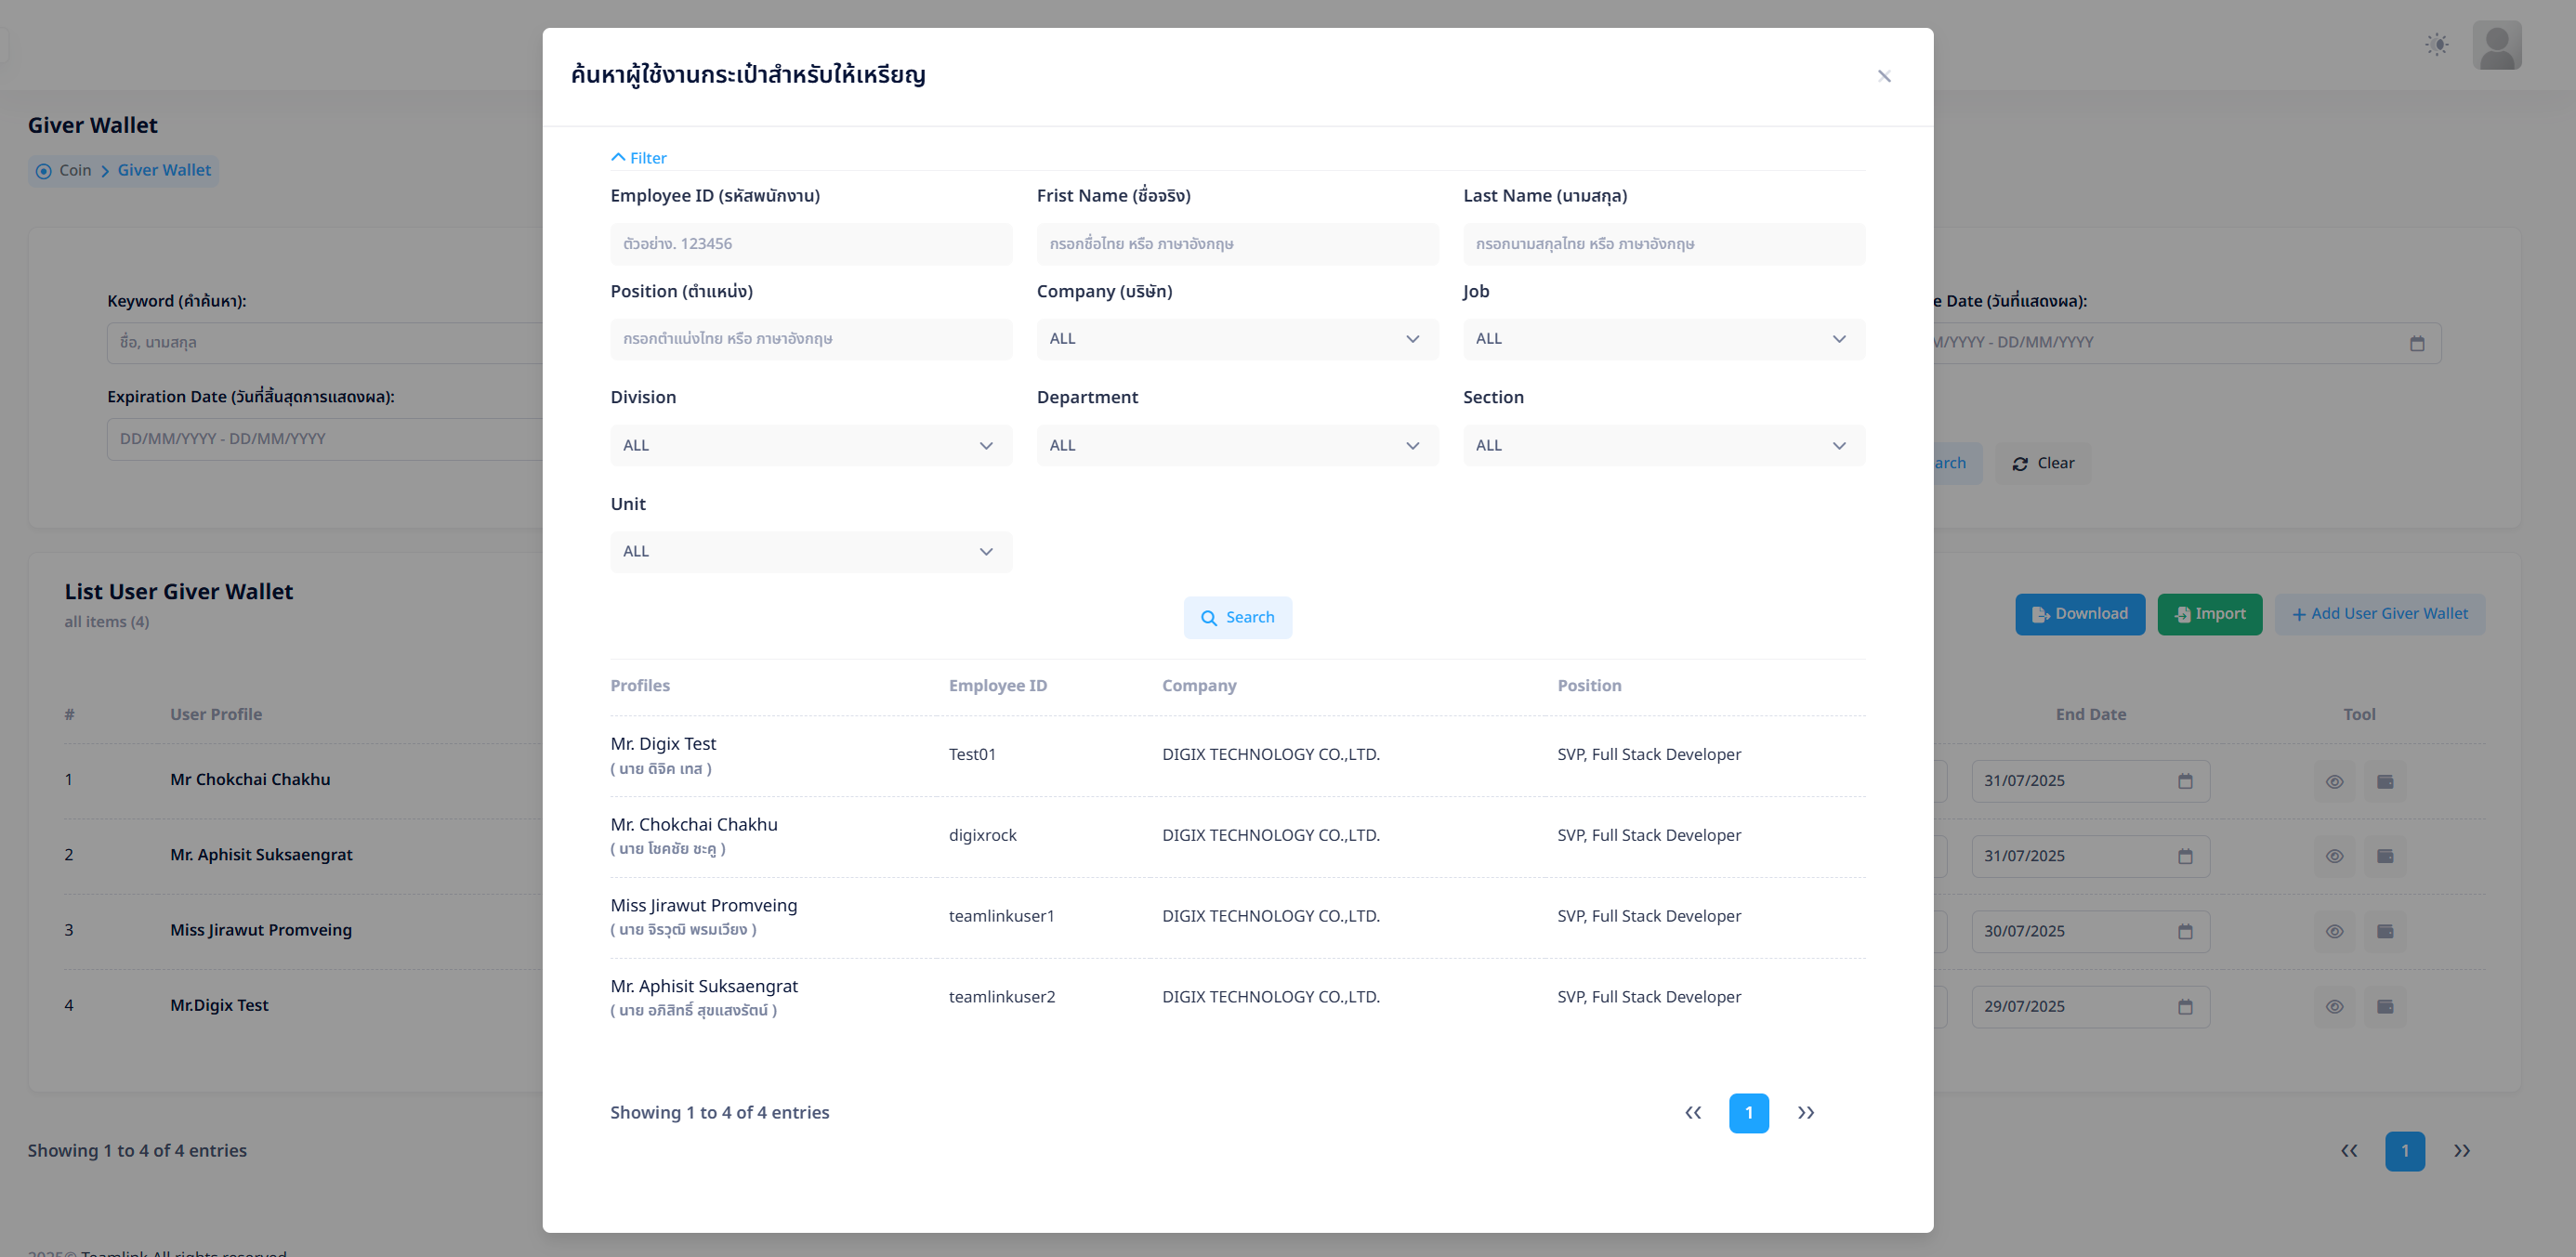 ค้นหาผู้ใช้งานกระเป๋าสำหรับให้เหรียญ
Giver Wallet
Coin > Giver Wallet
Keyword (คำค้นหา):
ชื่อ, นามสกุล
Expiration Date (วันที่สิ้นสุดการแสดงผล):
DD/MM/YYYY - DD/MM/YYYY
e Date (วันที่แสดงผล):
M/YYYY - DD/MM/YYYY
arch
Clear
Filter
Employee ID (รหัสพนักงาน)
Frist Name (ชื่อจริง)
Last Name (นามสกุล)
ตัวอย่าง. 123456
กรอกชื่อไทย หรือ ภาษาอังกฤษ
กรอกนามสกุลไทย หรือ ภาษาอังกฤษ
Position (ตำแหน่ง)
Company (บริษัท)
Job
กรอกตำแน่งไทย หรือ ภาษาอังกฤษ
ALL
ALL
Division
Department
Section
ALL
ALL
ALL
Unit
ALL
Search
Profiles Employee ID Company Position
Mr. Digix Test
( นาย ดิจิค เทส )
Test01 DIGIX TECHNOLOGY CO.,LTD. SVP, Full Stack Developer
Mr. Chokchai Chakhu
( นาย โชคชัย ชะคู )
digixrock DIGIX TECHNOLOGY CO.,LTD. SVP, Full Stack Developer
Miss Jirawut Promveing
( นาย จิรวุฒิ พรมเวียง )
teamlinkuser1 DIGIX TECHNOLOGY CO.,LTD. SVP, Full Stack Developer
Mr. Aphisit Suksaengrat
( นาย อภิสิทธิ์ สุขแสงรัตน์ )
teamlinkuser2 DIGIX TECHNOLOGY CO.,LTD. SVP, Full Stack Developer
Showing 1 to 4 of 4 entries
1
List User Giver Wallet
all items (4)
Download
Import
+ Add User Giver Wallet
# User Profile End Date Tool
1 Mr Chokchai Chakhu 31/07/2025
2 Mr. Aphisit Suksaengrat 31/07/2025
3 Miss Jirawut Promveing 30/07/2025
4 Mr.Digix Test 29/07/2025
Showing 1 to 4 of 4 entries
1
2025© Teamlink All rights reserved